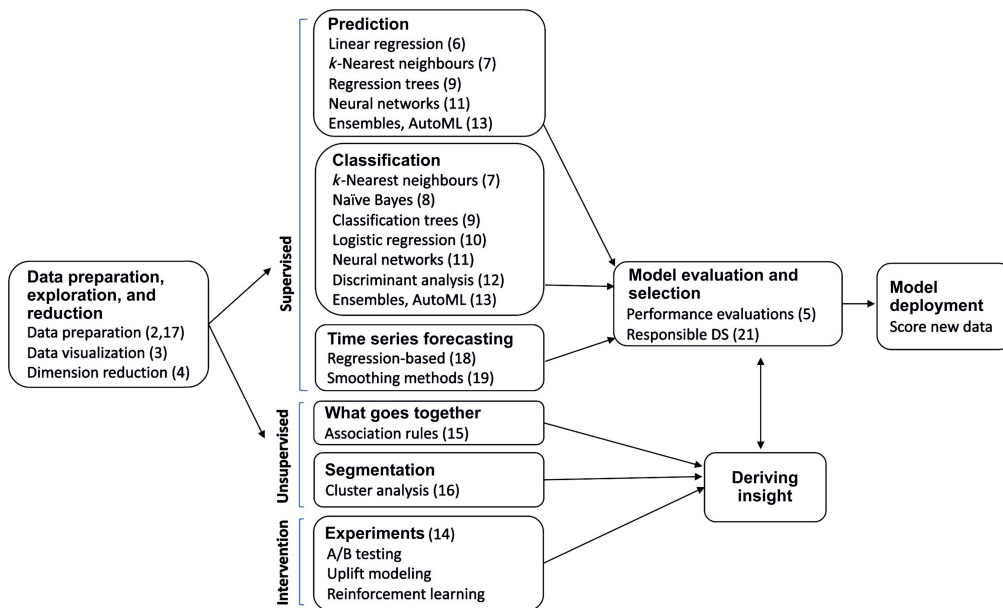 Data preparation,
exploration, and
reduction
Data preparation (2,17)
Data visualization (3)
Dimension reduction (4)
Supervised
Prediction
Linear regression (6)
k-Nearest neighbours (7)
Regression trees (9)
Neural networks (11)
Ensembles, AutoML (13)
Classification
k-Nearest neighbours (7)
Naïve Bayes (8)
Classification trees (9)
Logistic regression (10)
Neural networks (11)
Discriminant analysis (12)
Ensembles, AutoML (13)
Time series forecasting
Regression-based (18)
Smoothing methods (19)
Unsupervised
What goes together
Association rules (15)
Segmentation
Cluster analysis (16)
Intervention
Experiments (14)
A/B testing
Uplift modeling
Reinforcement learning
Model evaluation and
selection
Performance evaluations (5)
Responsible DS (21)
Deriving
insight
Model
deployment
Score new data